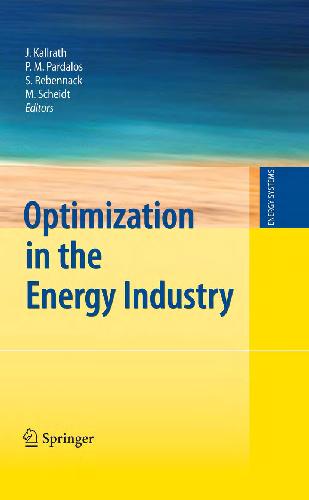 J. Kallrath
P. M. Pardalos
S. Rebennack
M. Scheidt
Editors
ENERGY SYSTEMS
Optimization
in the
Energy Industry
Springer